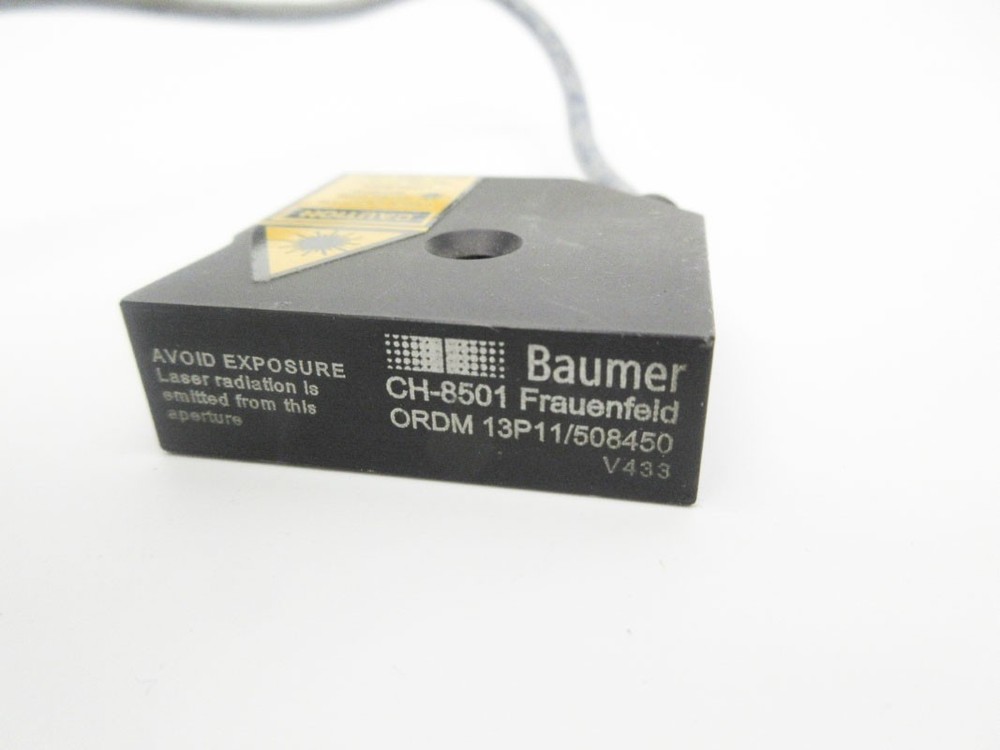 CAUTION
AVOID EXPOSURE
Laser radiation is
emitted from this
aperture
Baumer
CH-8501 Frauenfeld
ORDM 13P11/508450
V433